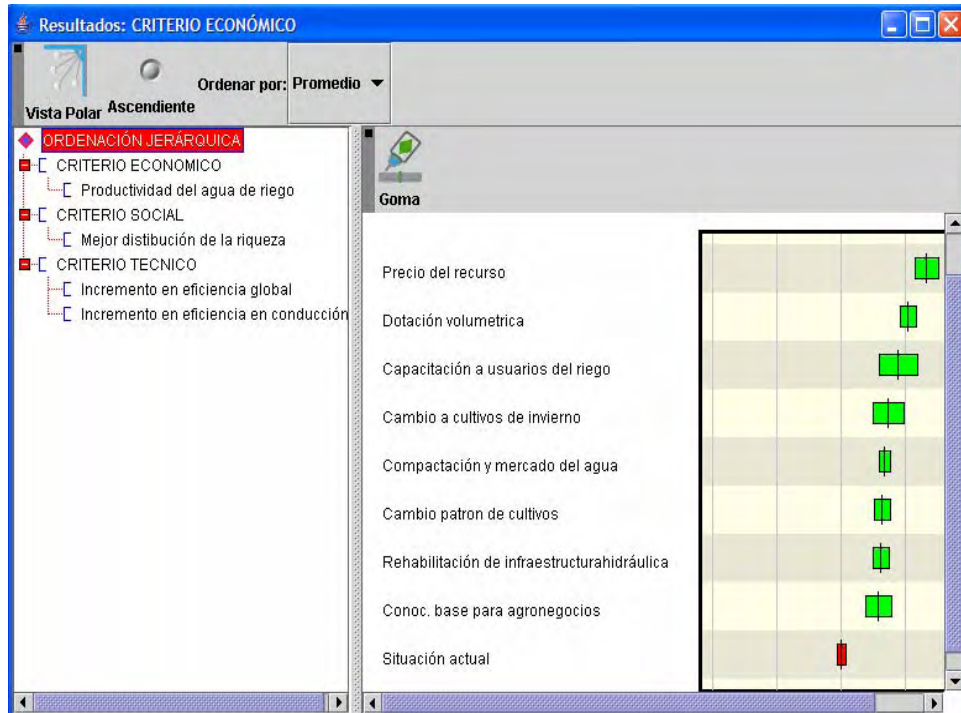 Resultados: CRITERIO ECONÓMICO
Vista Polar
Ascendiente
Ordenar por: Promedio
ORDENACIÓN JERÁRQUICA
CRITERIO ECONOMICO
Productividad del agua de riego
CRITERIO SOCIAL
Mejor distibución de la riqueza
CRITERIO TECNICO
Incremento en eficiencia global
Incremento en eficiencia en conducción
Goma
Precio del recurso
Dotación volumetrica
Capacitación a usuarios del riego
Cambio a cultivos de invierno
Compactación y mercado del agua
Cambio patron de cultivos
Rehabilitación de infraestructurahidráulica
Conoc. base para agronegocios
Situación actual